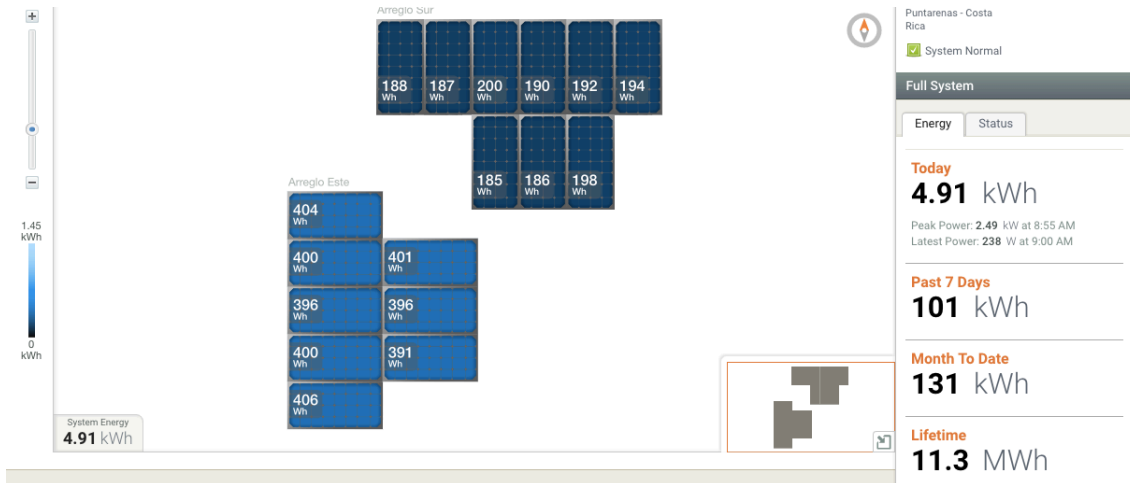 Arreglo Sur
188
Wh
187
Wh
200
Wh
190
Wh
192
Wh
194
Wh
185
Wh
186
Wh
198
Wh
Arreglo Este
404
Wh
400
Wh
401
Wh
396
Wh
396
Wh
400
Wh
391
Wh
406
Wh
1.45
kWh
0
kWh
System Energy
4.91 kWh
Puntarenas - Costa
Rica
System Normal
Full System
Energy Status
Today
4.91 kWh
Peak Power: 2.49 kW at 8:55 AM
Latest Power: 238 W at 9:00 AM
Past 7 Days
101 kWh
Month To Date
131 kWh
Lifetime
11.3 MWh